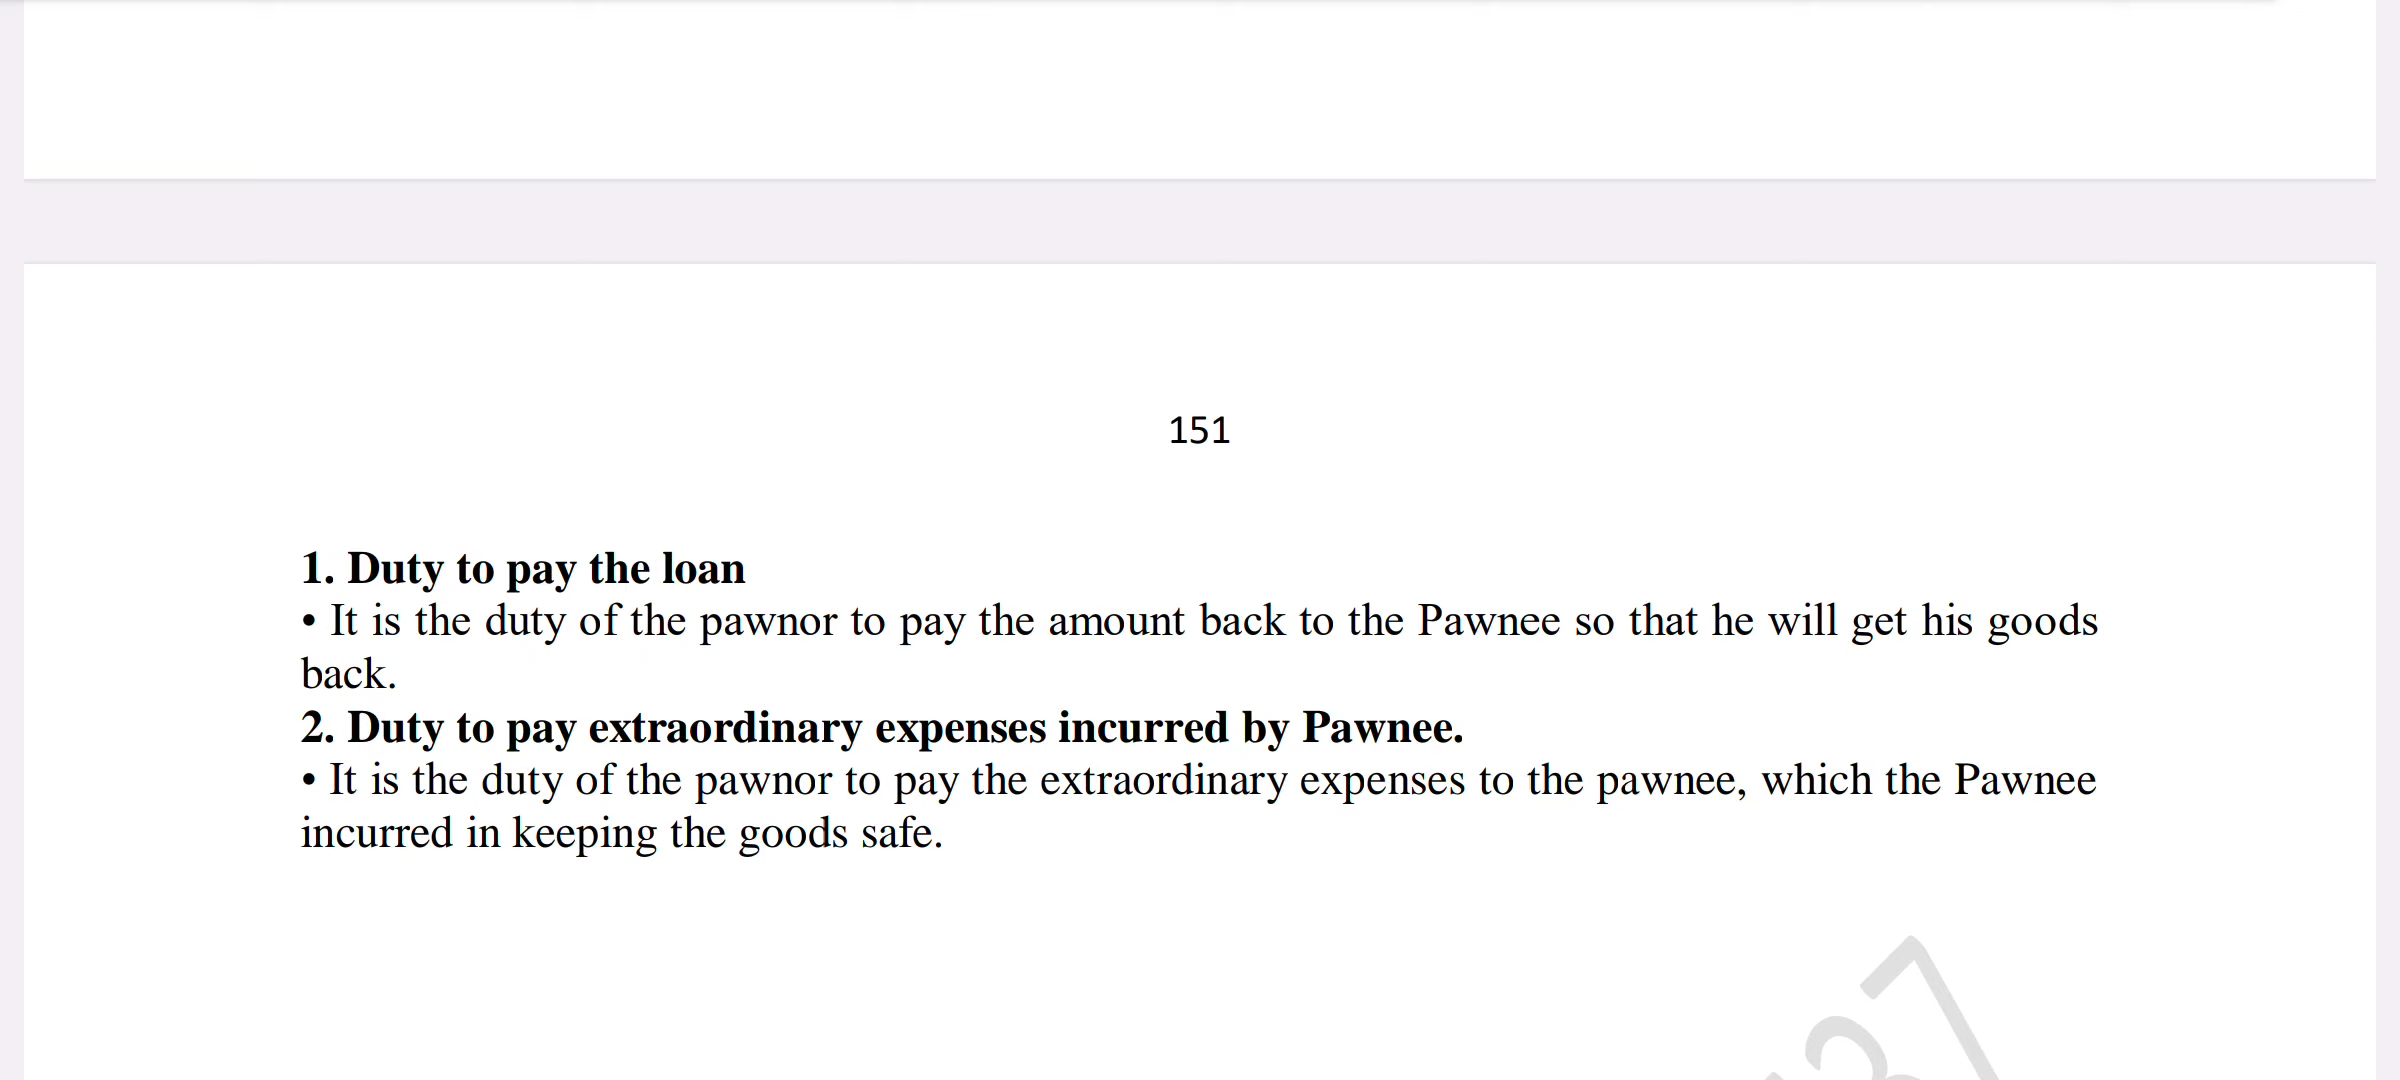 151
1. Duty to pay the loan
• It is the duty of the pawnor to pay the amount back to the Pawnee so that he will get his goods
back.
2. Duty to pay extraordinary expenses incurred by Pawnee.
• It is the duty of the pawnor to pay the extraordinary expenses to the pawnee, which the Pawnee
incurred in keeping the goods safe.